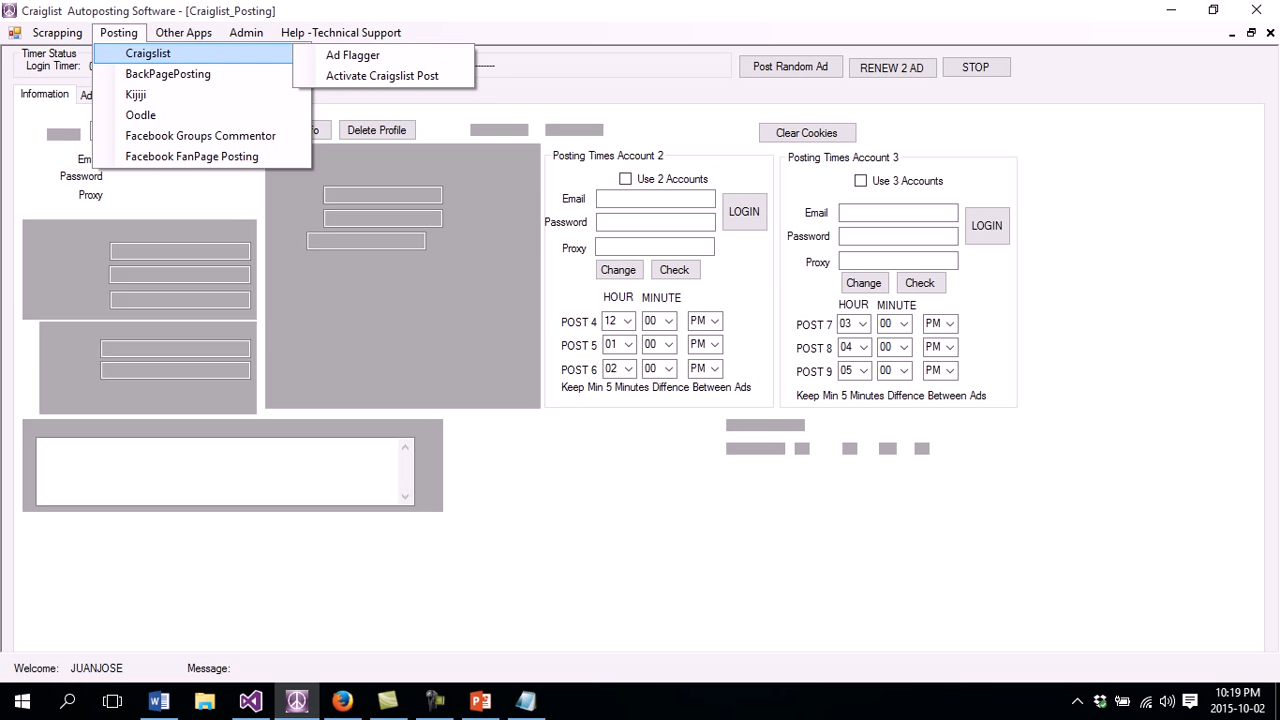 Craiglist Autoposting Software - [Craiglist_Posting]
Scrapping Posting Other Apps Admin Help -Technical Support
Timer Status
Login Timer:
Craigslist
BackPagePosting
Kijiji
Oodle
Facebook Groups Commentor
Facebook FanPage Posting
Ad Flagger
Activate Craigslist Post
Post Random Ad RENEW 2 AD STOP
Information
Delete Profile Clear Cookies
Password
Proxy
Posting Times Account 2
Use 2 Accounts
Email
Password
LOGIN
Proxy
Change Check
HOUR MINUTE
POST 4 12 00 PM
POST 5 01 00 PM
POST 6 02 00 PM
Keep Min 5 Minutes Diffence Between Ads
Posting Times Account 3
Use 3 Accounts
Email
Password
LOGIN
Proxy
Change Check
HOUR MINUTE
POST 7 03 00 PM
POST 8 04 00 PM
POST 9 05 00 PM
Keep Min 5 Minutes Diffence Between Ads
Welcome: JUANJOSE Message:
10:19 PM
2015-10-02